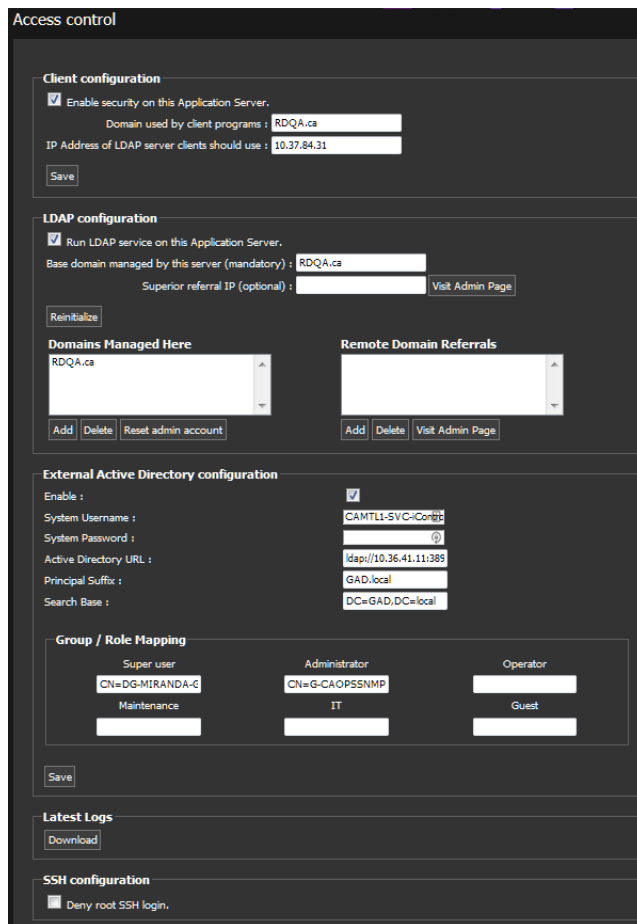 Access control
Client configuration
Enable security on this Application Server.
Domain used by client programs : RDQA.ca
IP Address of LDAP server clients should use : 10.37.84.31
Save
LDAP configuration
Run LDAP service on this Application Server.
Base domain managed by this server (mandatory) : RDQA.ca
Superior referral IP (optional) : Visit Admin Page
Reinitialize
Domains Managed Here Remote Domain Referrals
RDQA.ca
Add Delete Reset admin account Add Delete Visit Admin Page
External Active Directory configuration
Enable :
System Username : CAMTL1-SVC-iContrc
System Password :
Active Directory URL : ldap://10.36.41.11:389
Principal Suffix : GAD.local
Search Base : DC=GAD,DC=local
Group / Role Mapping
Super user Administrator Operator
CN=DG-MIRANDA-G CN=G-CAOPSSNMP
Maintenance IT Guest
Save
Latest Logs
Download
SSH configuration
Deny root SSH login.